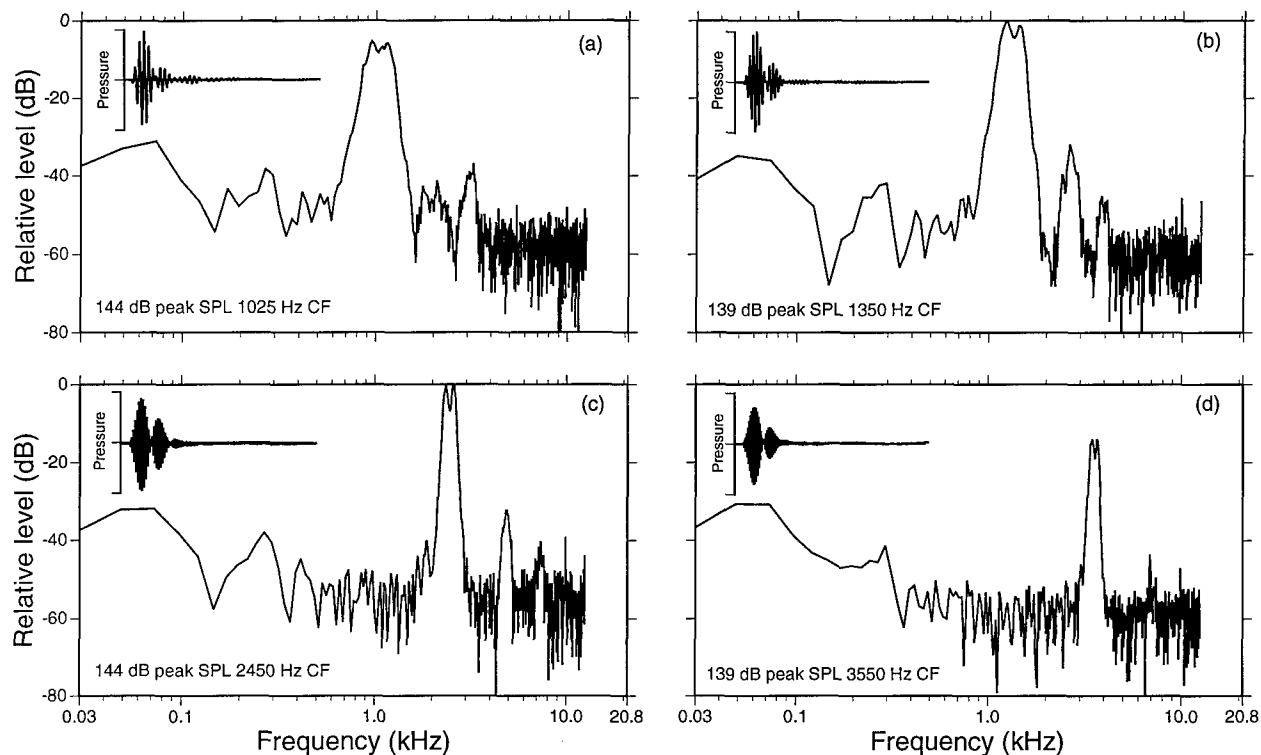 0
-20
-40
-60
-80
Relative level (dB)
Pressure
(a)
144 dB peak SPL 1025 Hz CF
Pressure
(b)
139 dB peak SPL 1350 Hz CF
0
-20
-40
-60
-80
Relative level (dB)
Pressure
(c)
144 dB peak SPL 2450 Hz CF
Pressure
(d)
139 dB peak SPL 3550 Hz CF
0.03 0.1 1.0 10.0 20.8
Frequency (kHz)
0.03 0.1 1.0 10.0 20.8
Frequency (kHz)